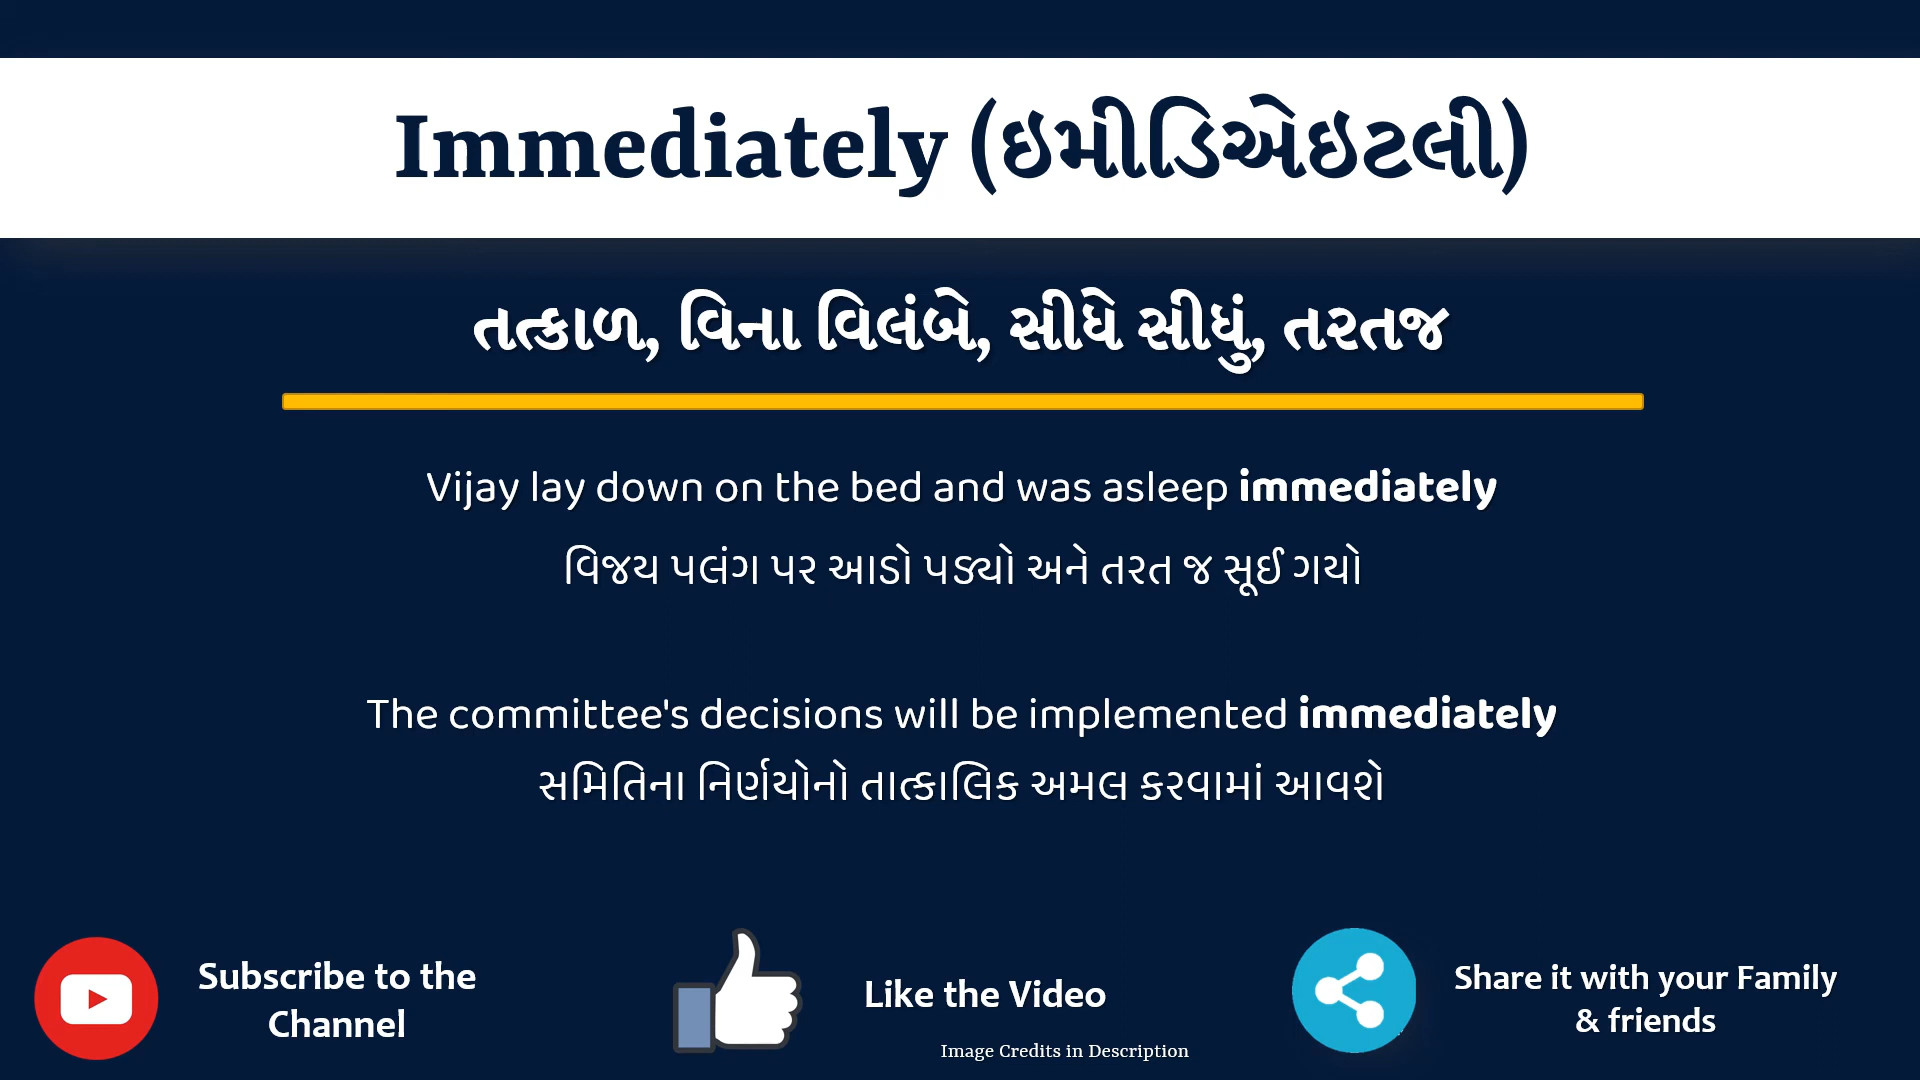 Immediately (ઇમીડિએઇટલી)
તત્કાળ, વિના વિલંબે, સીધે સીધું, તરતજ
Vijay lay down on the bed and was asleep immediately
વિજય પલંગ પર આડો પડ્યો અને તરત જ સૂઈ ગયો
The committee's decisions will be implemented immediately
સમિતિના નિર્ણયોનો તાત્કાલિક અમલ કરવામાં આવશે
Subscribe to the
Channel
Like the Video
Share it with your Family
& friends
Image Credits in Description